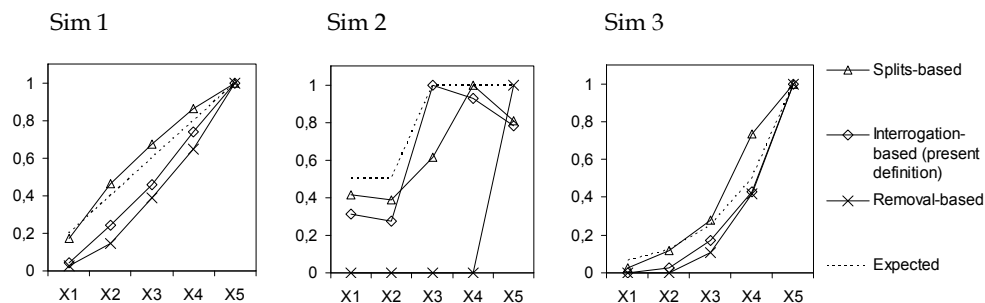 Sim 1
Sim 2
Sim 3
1
0,8
0,6
0,4
0,2
0
X1 X2 X3 X4 X5
1
0,8
0,6
0,4
0,2
0
X1 X2 X3 X4 X5
1
0,8
0,6
0,4
0,2
0
X1 X2 X3 X4 X5
Splits-based
Interrogation-
based (present
definition)
Removal-based
Expected